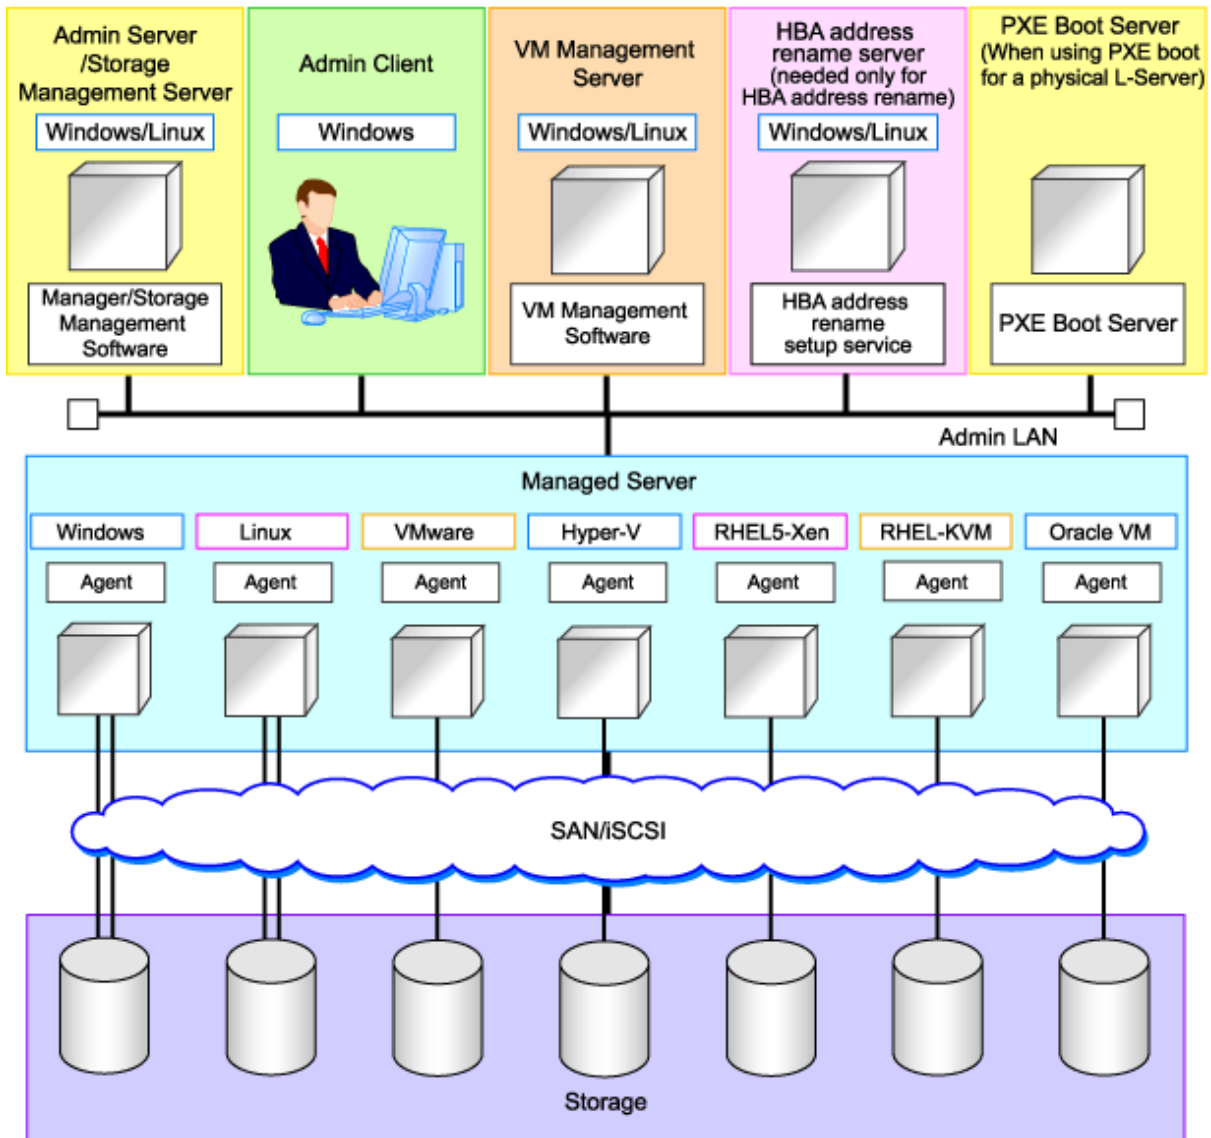 Admin Server
/Storage
Management Server
Windows/Linux
Manager/Storage
Management
Software
Admin Client
Windows
VM Management
Server
Windows/Linux
VM Management
Software
HBA address
rename server
(needed only for
HBA address rename)
Windows/Linux
HBA address
rename
setup service
PXE Boot Server
(When using PXE boot
for a physical L-Server)
PXE Boot Server
Admin LAN
Managed Server
Windows
Linux
VMware
Hyper-V
RHEL5-Xen
RHEL-KVM
Oracle VM
Agent
Agent
Agent
Agent
Agent
Agent
Agent
SAN/iSCSI
Storage